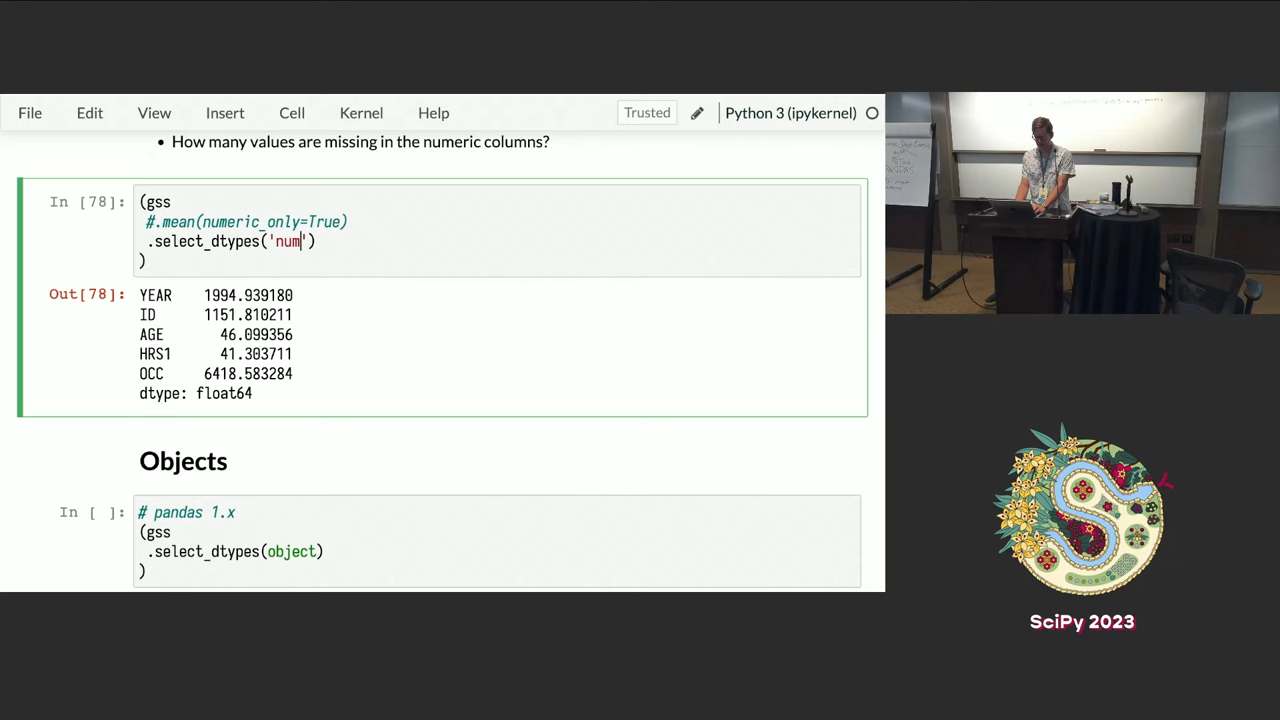 File Edit View Insert Cell Kernel Help Trusted Python 3 (ipykernel)
• How many values are missing in the numeric columns?
In [78]: (gss
#.mean(numeric_only=True)
.select_dtypes('num')
)
Out[78]: YEAR 1994.939180
ID 1151.810211
AGE 46.099356
HRS1 41.303711
OCC 6418.583284
dtype: float64
Objects
In [ ]: # pandas 1.x
(gss
.select_dtypes(object)
)
SciPy 2023